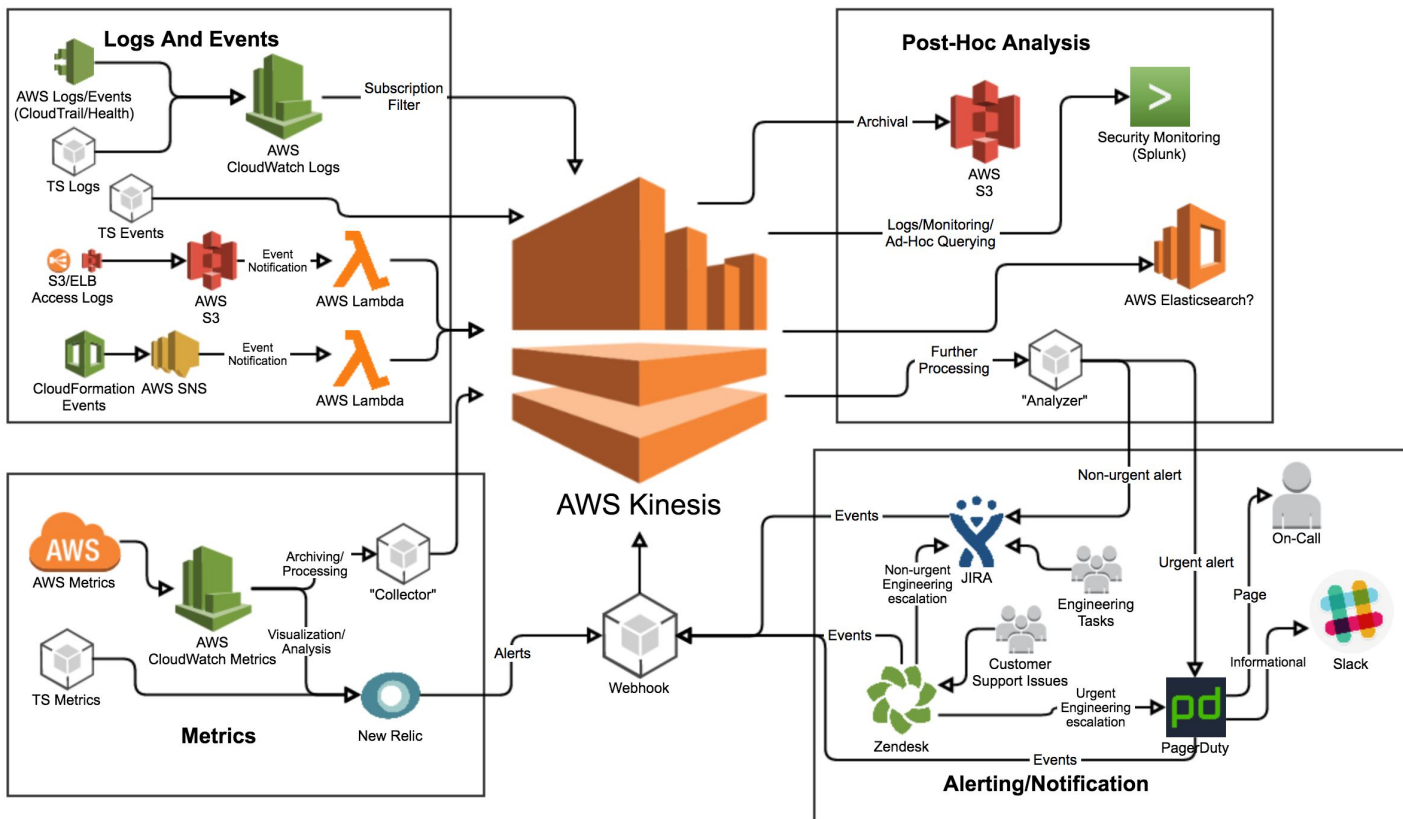 Logs And Events
AWS Logs/Events
(CloudTrail/Health)
TS Logs
AWS
CloudWatch Logs
Subscription
Filter
TS Events
S3/ELB
Access Logs
AWS
S3
Event
Notification
AWS Lambda
CloudFormation
Events
AWS SNS
Event
Notification
AWS Lambda
AWS Kinesis
Post-Hoc Analysis
Archival
AWS
S3
>
Security Monitoring
(Splunk)
Logs/Monitoring/
Ad-Hoc Querying
AWS Elasticsearch?
Further
Processing
"Analyzer"
Metrics
AWS
AWS Metrics
AWS
CloudWatch Metrics
Archiving/
Processing
"Collector"
Visualization/
Analysis
TS Metrics
New Relic
Alerts
Webhook
Alerting/Notification
Non-urgent alert
Urgent alert
Events
JIRA
Non-urgent
Engineering
escalation
Engineering
Tasks
Events
Customer
Support Issues
Zendesk
Urgent
Engineering
escalation
pd
PagerDuty
Events
Page
On-Call
Informational
Slack